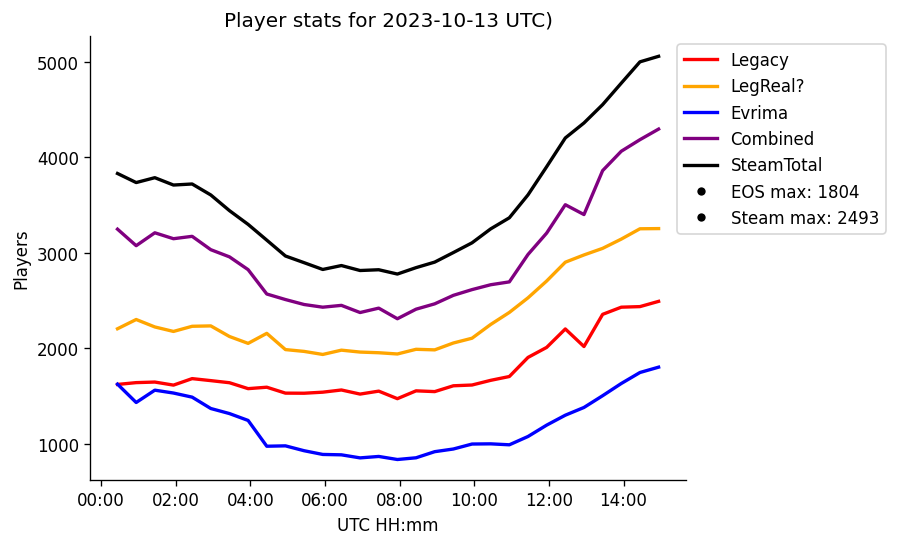 Player stats for 2023-10-13 UTC)
5000
4000
3000
2000
1000
Players
00:00 02:00 04:00 06:00 08:00 10:00 12:00 14:00
UTC HH:mm
Legacy
LegReal?
Evrima
Combined
SteamTotal
EOS max: 1804
Steam max: 2493